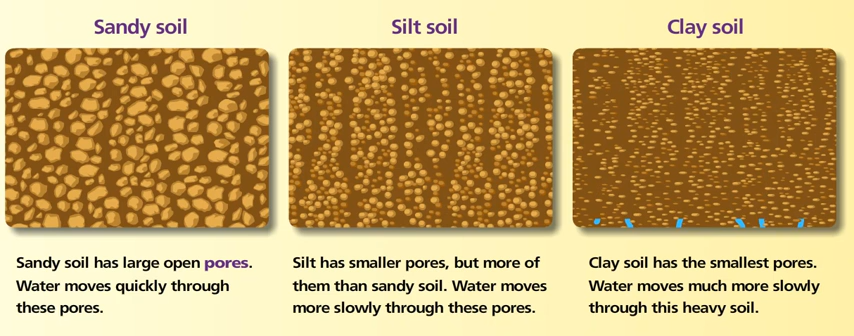 Sandy soil
Silt soil
Clay soil
Sandy soil has large open pores.
Water moves quickly through
these pores.
Silt has smaller pores, but more of
them than sandy soil. Water moves
more slowly through these pores.
Clay soil has the smallest pores.
Water moves much more slowly
through this heavy soil.